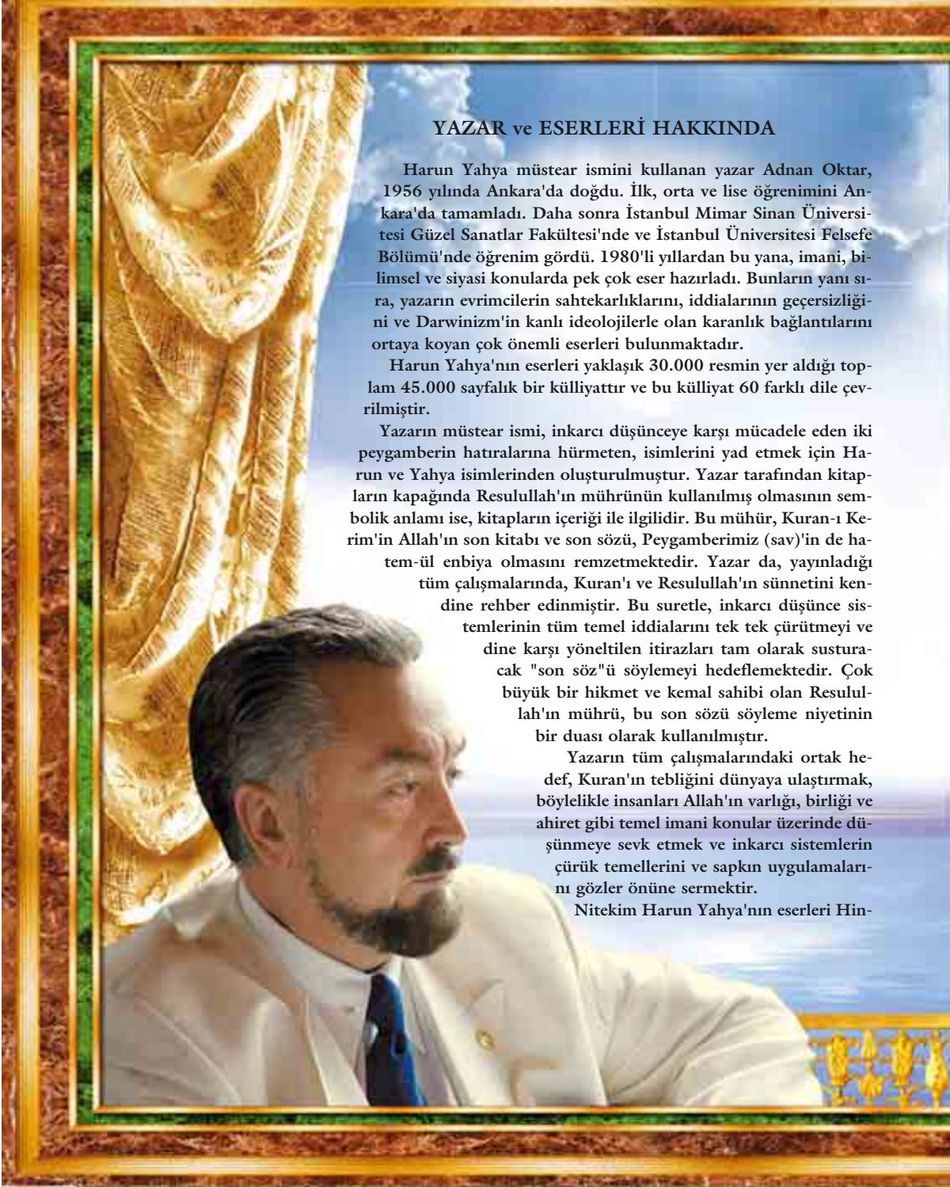 YAZAR ve ESERLERİ HAKKINDA
Harun Yahya müstear ismini kullanan yazar Adnan Oktar,
1956 yılında Ankara'da doğdu. İlk, orta ve lise öğrenimini An-
kara'da tamamladı. Daha sonra İstanbul Mimar Sinan Üniversi-
tesi Güzel Sanatlar Fakültesi'nde ve İstanbul Üniversitesi Felsefe
Bölümü'nde öğrenim gördü. 1980'li yıllardan bu yana, imani, bi-
limsel ve siyasi konularda pek çok eser hazırladı. Bunların yanı sı-
ra, yazarın evrimcilerin sahtekarlıklarını, iddialarının geçersizliği-
ni ve Darwinizm'in kanlı ideolojilerle olan karanlık bağlantılarını
ortaya koyan çok önemli eserleri bulunmaktadır.
Harun Yahya'nın eserleri yaklaşık 30.000 resmin yer aldığı top-
lam 45.000 sayfalık bir külliyattır ve bu külliyat 60 farklı dile çev-
rilmiştir.
Yazarın müstear ismi, inkarcı düşünceye karşı mücadele eden iki
peygamberin hatıralarına hürmeten, isimlerini yad etmek için Ha-
run ve Yahya isimlerinden oluşturulmuştur. Yazar tarafından kitap-
ların kapağında Resulullah'ın mührünün kullanılmış olmasının sem-
bolik anlamı ise, kitapların içeriği ile ilgilidir. Bu mühür, Kuran-ı Ke-
rim'in Allah'ın son kitabı ve son sözü, Peygamberimiz (sav)'in de ha-
tem-ül enbiya olmasını remzetmektedir. Yazar da, yayınladığı
tüm çalışmalarında, Kuran'ı ve Resulullah'ın sünnetini ken-
dine rehber edinmiştir. Bu suretle, inkarcı düşünce sis-
temlerinin tüm temel iddialarını tek tek çürütmeyi ve
dine karşı yöneltilen itirazları tam olarak sustura-
cak "son söz"ü söylemeyi hedeflemektedir. Çok
büyük bir hikmet ve kemal sahibi olan Resulul-
lah'ın mührü, bu son sözü söyleme niyetinin
bir duası olarak kullanılmıştır.
Yazarın tüm çalışmalarındaki ortak he-
def, Kuran'ın tebliğini dünyaya ulaştırmak,
böylelikle insanları Allah'ın varlığı, birliği ve
ahiret gibi temel imani konular üzerinde dü-
şünmeye sevk etmek ve inkarcı sistemlerin
çürük temellerini ve sapkın uygulamaları-
nı gözler önüne sermektir.
Nitekim Harun Yahya'nın eserleri Hin-